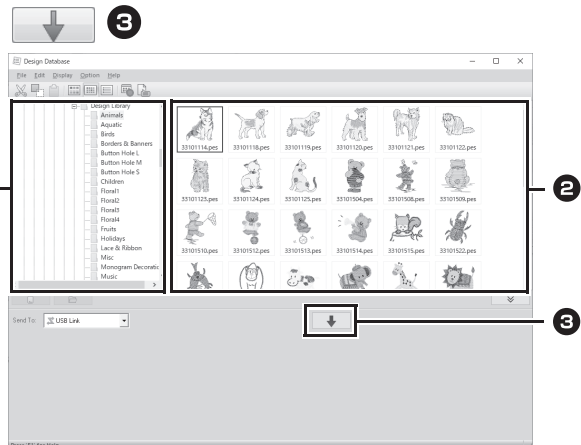 3
Design Database
File Edit Display Option Help
Design Library
Animals
Aquatic
Birds
Borders & Banners
Button Hole L
Button Hole M
Button Hole S
Children
Floral1
Floral2
Floral3
Floral4
Fruits
Holidays
Lace & Ribbon
Misc
Monogram Decoratic
Music
33101114.pes 33101118.pes 33101119.pes 33101120.pes 33101121.pes 33101122.pes
33101123.pes 33101124.pes 33101125.pes 33101504.pes 33101508.pes 33101509.pes
33101510.pes 33101512.pes 33101513.pes 33101514.pes 33101515.pes 33101522.pes
2
Send To: USB Link
3